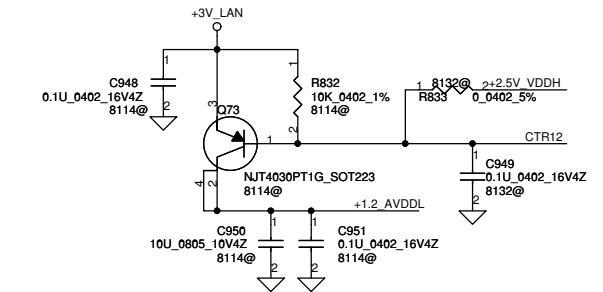 +3V_LAN
1
1
C948
0.1U_0402_16V4Z
8114@
2
R832
10K_0402_1%
8114@
2
1
8132@
2
+2.5V_VDDH
R833
0_0402_5%
3
Q73
1
CTR12
NJT4030PT1G_SOT223
8114@
4
2
1
C949
0.1U_0402_16V4Z
8132@
2
+1.2_AVDDL
1
C950
10U_0805_10V4Z
8114@
2
1
C951
0.1U_0402_16V4Z
8114@
2